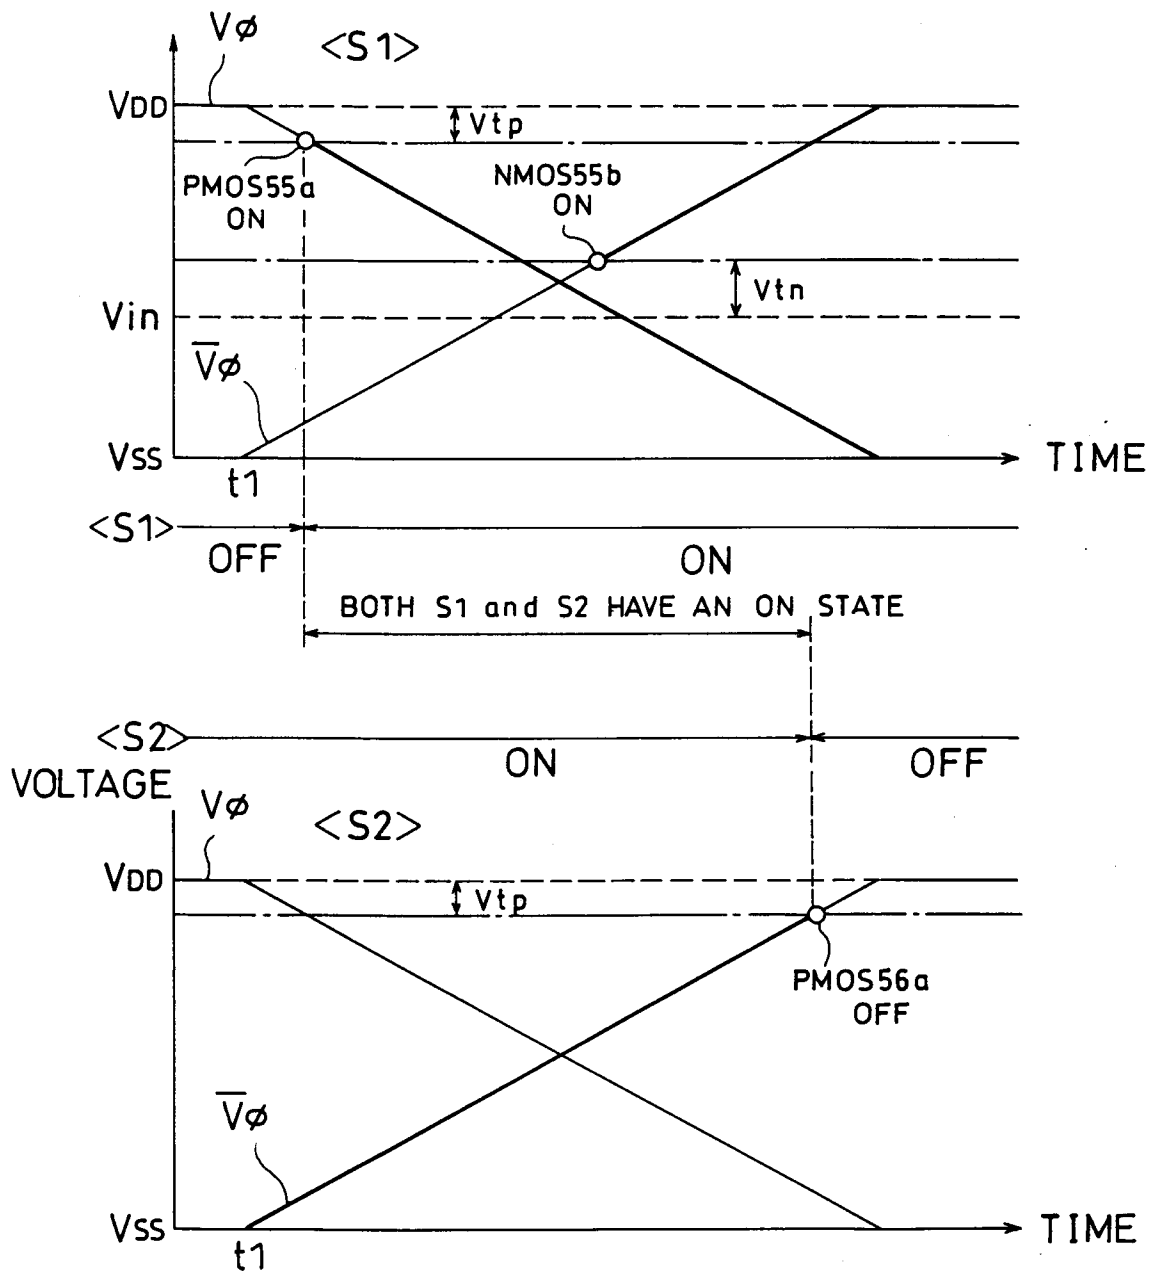 Vφ
<S1>
VDD
Vtp
PMOS55a
ON
NMOS55b
ON
Vtn
Vin
V̅φ
VSS
t1
TIME
<S1>
OFF
ON
BOTH S1 and S2 HAVE AN ON STATE
<S2>
ON
OFF
VOLTAGE
Vφ
<S2>
VDD
Vtp
PMOS56a
OFF
V̅φ
VSS
t1
TIME